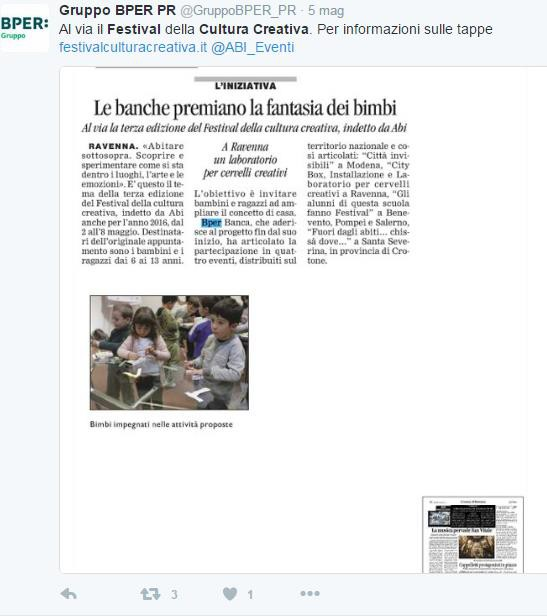 BPER:
Gruppo
Gruppo BPER PR @GruppoBPER_PR · 5 mag
Al via il Festival della Cultura Creativa. Per informazioni sulle tappe
festivalculturacreativa.it @ABI_Eventi
L'INIZIATIVA
Le banche premiano la fantasia dei bimbi
Al via la terza edizione del Festival della cultura creativa, indetto da Abi
RAVENNA. «Abitare
sottosopra. Scoprire e
sperimentare come si sta
dentro i luoghi, l'arte e le
emozioni». E' questo il te-
ma della terza edizione
del Festival della cultura
creativa, indetto da Abi
anche per l'anno 2016, dal
2 all'8 maggio. Destinata-
ri dell'originale appunta-
mento sono i bambini e i
ragazzi dai 6 ai 13 anni.
A Ravenna
un laboratorio
per cervelli creativi
L'obiettivo è invitare
bambini e ragazzi ad am-
pliare il concetto di casa.
Bper Banca, che aderi-
sce al progetto fin dal suo
inizio, ha articolato la
partecipazione in quat-
tro eventi, distribuiti sul
territorio nazionale e co-
sì articolati: "Città invi-
sibili" a Modena, "City
Box, Installazione e La-
boratorio per cervelli
creativi a Ravenna, "Gli
alunni di questa scuola
fanno Festival" a Bene-
vento, Pompei e Salerno,
"Fuori dagli abiti... chis-
sà dove..." a Santa Seve-
rina, in provincia di Cro-
tone.
Bimbi impegnati nelle attività proposte
La musica pervade San Vitale
Cappelletti protagonisti in piazza
3
1